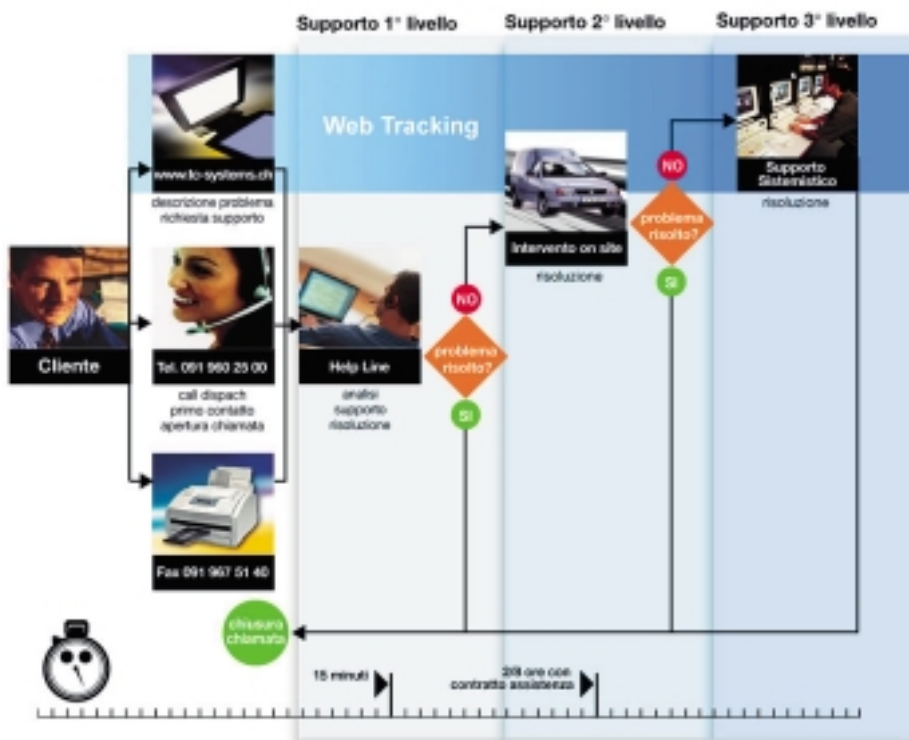 Supporto 1° livello
Supporto 2° livello
Supporto 3° livello
Web Tracking
www.tc-systems.ch
descrizione problema
richiesta supporto
Cliente
Tel. 091 960 25 00
call dispach
primo contatto
apertura chiamata
Fax 091 967 51 40
Help Line
analisi
supporto
risoluzione
NO
problema
risolto?
SI
Intervento on site
risoluzione
NO
problema
risolto?
SI
Supporto
Sistemistico
risoluzione
chiusura
chiamata
15 minuti
2/8 ore con
contratto assistenza